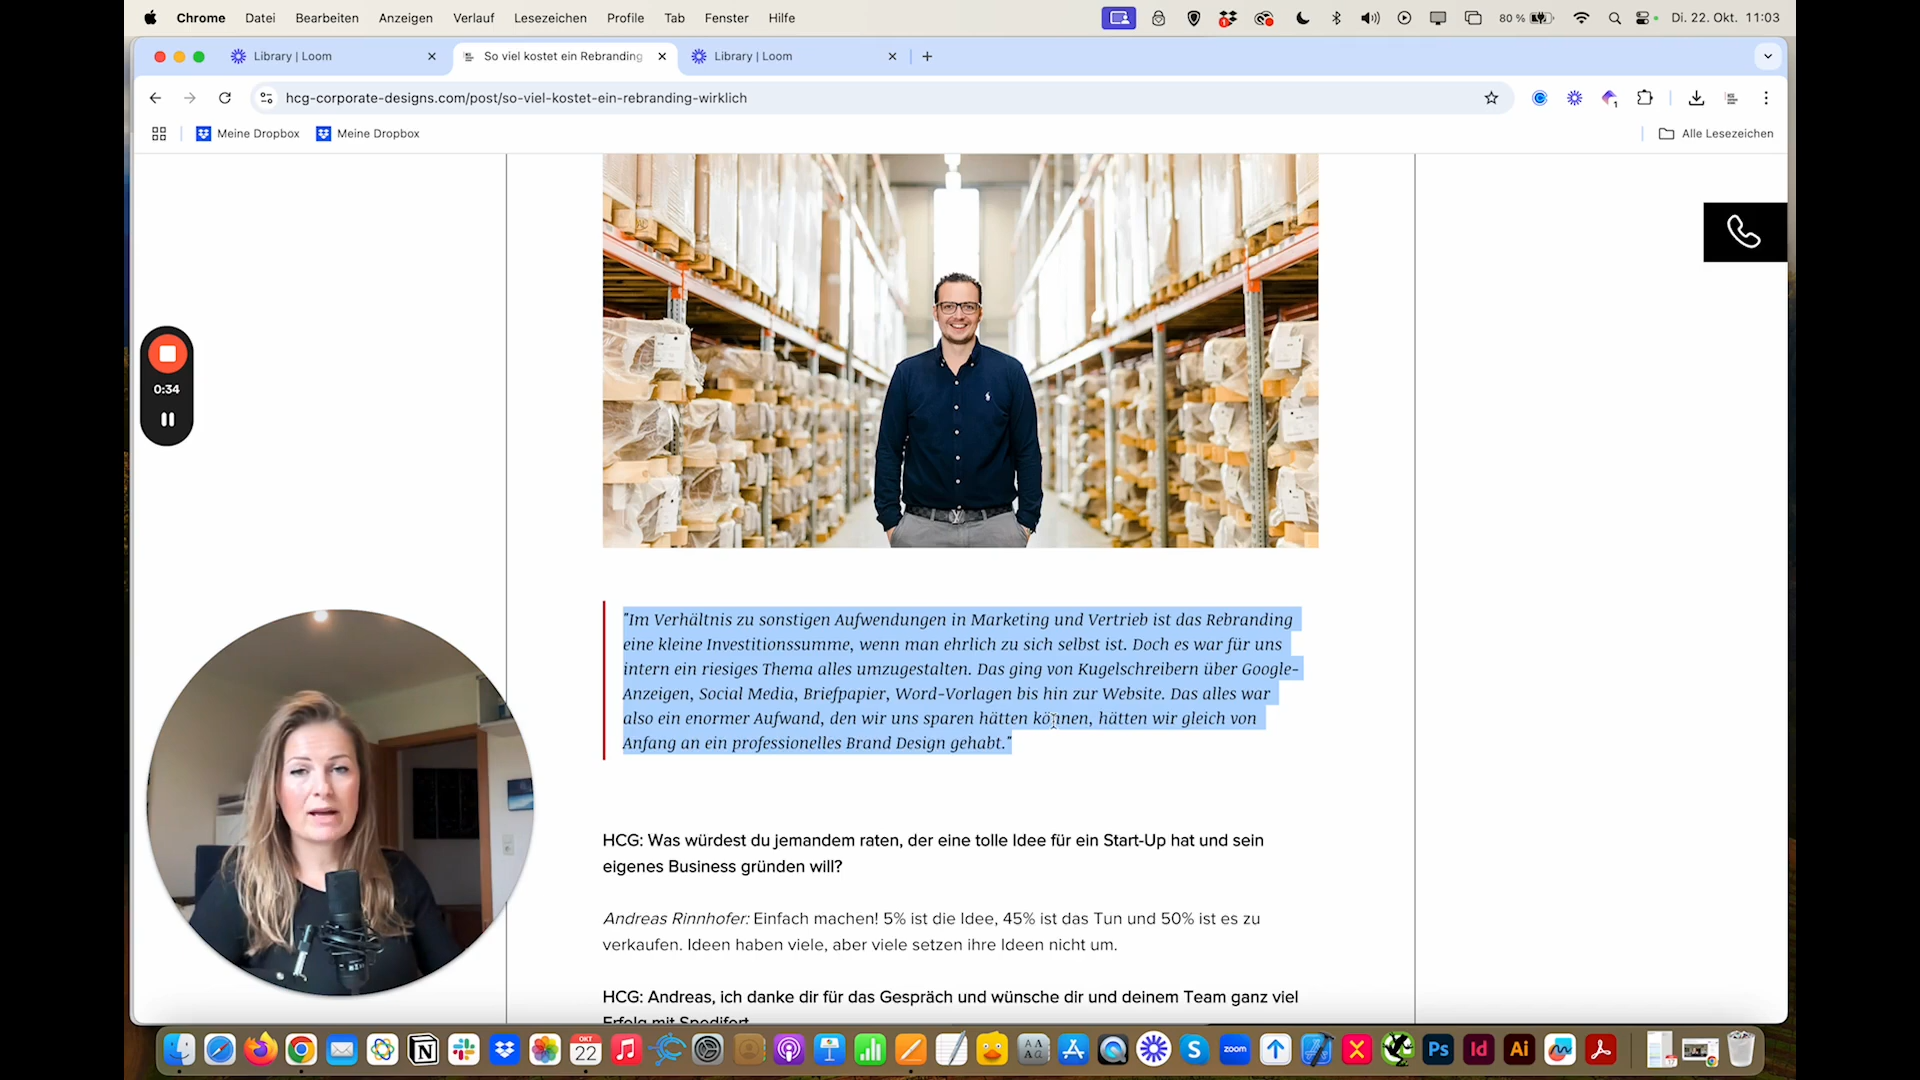 Chrome Datei Bearbeiten Anzeigen Verlauf Lesezeichen Profile Tab Fenster Hilfe
80 % Di. 22. Okt. 11:03
Library | Loom
So viel kostet ein Rebranding
Library | Loom
hcg-corporate-designs.com/post/so-viel-kostet-ein-rebranding-wirklich
Meine Dropbox Meine Dropbox Alle Lesezeichen
0:34
"Im Verhältnis zu sonstigen Aufwendungen in Marketing und Vertrieb ist das Rebranding
eine kleine Investitionssumme, wenn man ehrlich zu sich selbst ist. Doch es war für uns
intern ein riesiges Thema alles umzugestalten. Das ging von Kugelschreibern über Google-
Anzeigen, Social Media, Briefpapier, Word-Vorlagen bis hin zur Website. Das alles war
also ein enormer Aufwand, den wir uns sparen hätten können, hätten wir gleich von
Anfang an ein professionelles Brand Design gehabt."
HCG: Was würdest du jemandem raten, der eine tolle Idee für ein Start-Up hat und sein
eigenes Business gründen will?
Andreas Rinnhofer: Einfach machen! 5% ist die Idee, 45% ist das Tun und 50% ist es zu
verkaufen. Ideen haben viele, aber viele setzen ihre Ideen nicht um.
HCG: Andreas, ich danke dir für das Gespräch und wünsche dir und deinem Team ganz viel
Erfolg mit Spedifort.
OKT
22
zoom
Ps
Id
Ai